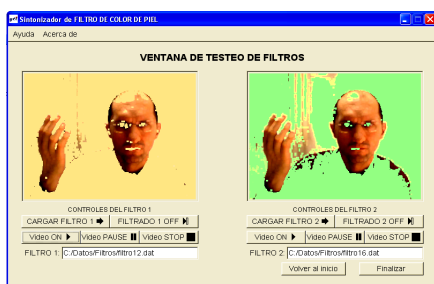 Sintonizador de FILTRO DE COLOR DE PIEL
Ayuda Acerca de
VENTANA DE TESTEO DE FILTROS
CONTROLES DEL FILTRO 1
CONTROLES DEL FILTRO 2
CARGAR FILTRO 1 FILTRADO 1 OFF
CARGAR FILTRO 2 FILTRADO 2 OFF
Video ON Video PAUSE Video STOP
Video ON Video PAUSE Video STOP
FILTRO 1: C:/Datos/Filtros/filtro12.dat
FILTRO 2: C:/Datos/Filtros/filtro16.dat
Volver al inicio Finalizar